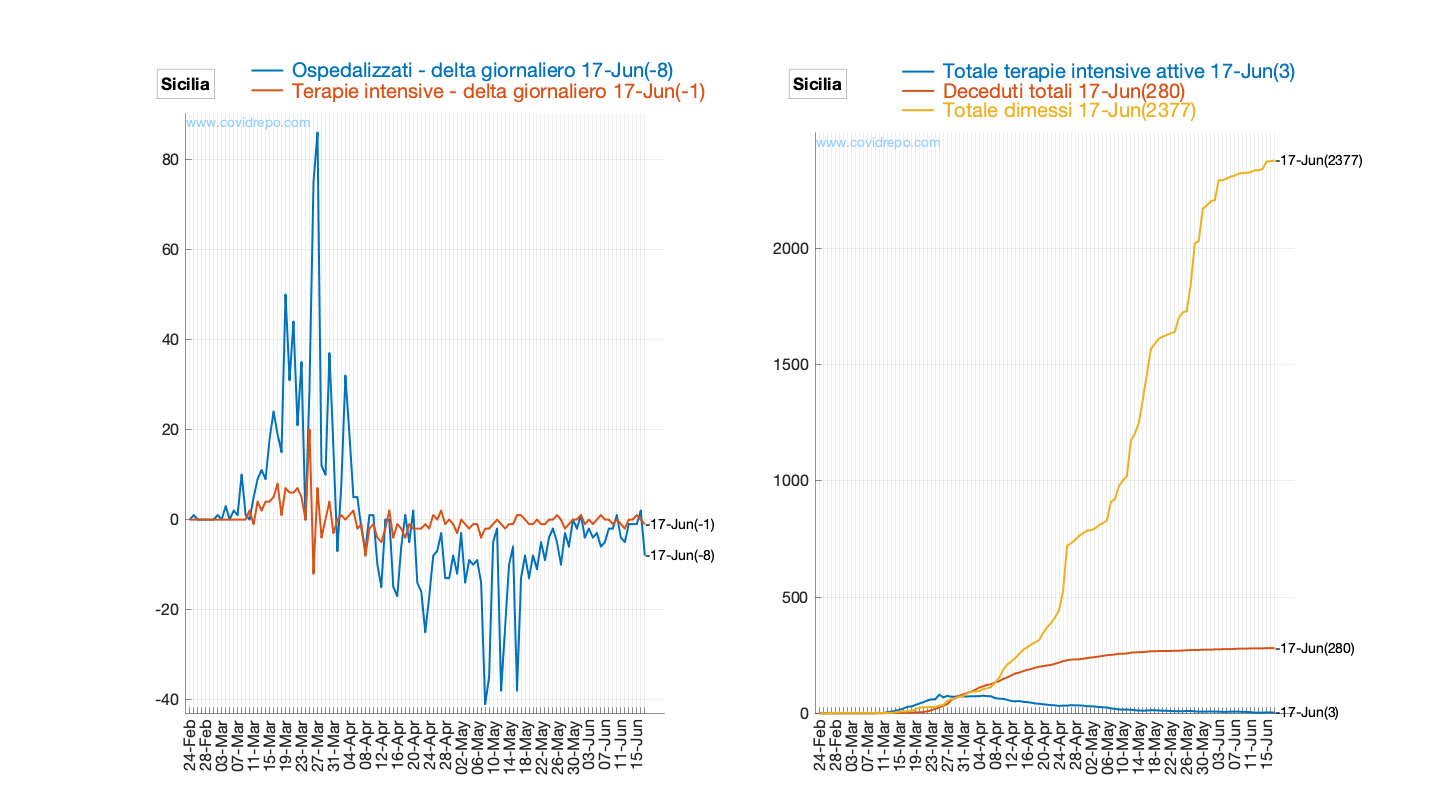 Sicilia
Ospedalizzati - delta giornaliero 17-Jun(-8)
Terapie intensive - delta giornaliero 17-Jun(-1)
www.covidrepo.com
80
60
40
20
0
-20
-40
-17-Jun(-1)
-17-Jun(-8)
24-Feb
28-Feb
03-Mar
07-Mar
11-Mar
15-Mar
19-Mar
23-Mar
27-Mar
31-Mar
04-Apr
08-Apr
12-Apr
16-Apr
20-Apr
24-Apr
28-Apr
02-May
06-May
10-May
14-May
18-May
22-May
26-May
30-May
03-Jun
07-Jun
11-Jun
15-Jun
Sicilia
Totale terapie intensive attive 17-Jun(3)
Deceduti totali 17-Jun(280)
Totale dimessi 17-Jun(2377)
www.covidrepo.com
2000
1500
1000
500
0
-17-Jun(2377)
-17-Jun(280)
-17-Jun(3)
24-Feb
28-Feb
03-Mar
07-Mar
11-Mar
15-Mar
19-Mar
23-Mar
27-Mar
31-Mar
04-Apr
08-Apr
12-Apr
16-Apr
20-Apr
24-Apr
28-Apr
02-May
06-May
10-May
14-May
18-May
22-May
26-May
30-May
03-Jun
07-Jun
11-Jun
15-Jun